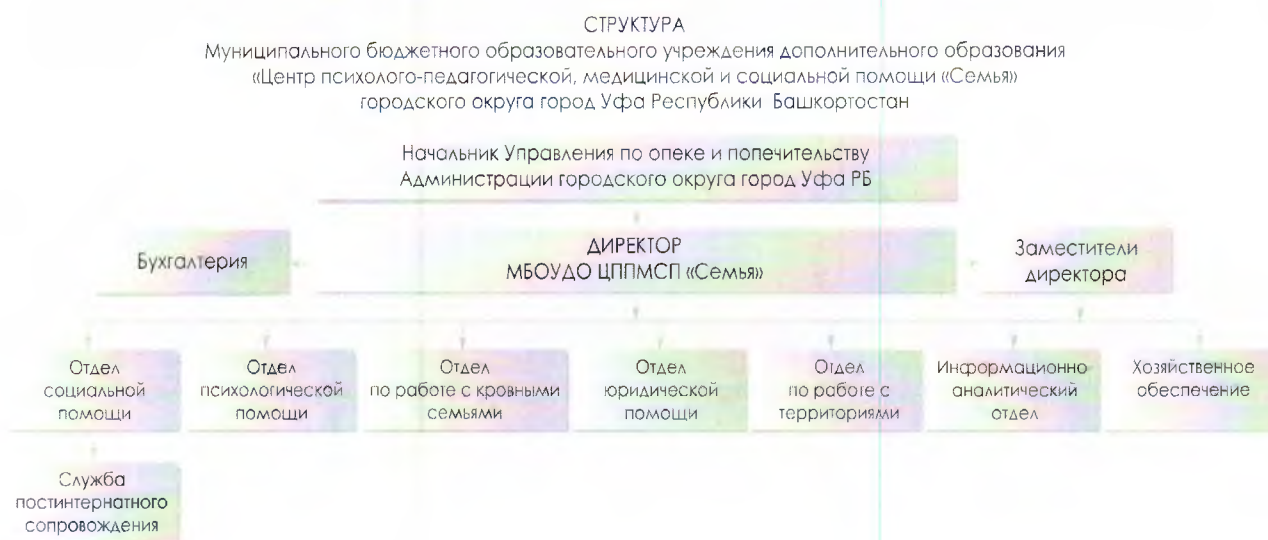 СТРУКТУРА
Муниципального бюджетного образовательного учреждения дополнительного образования
«Центр психолого-педагогической, медицинской и социальной помощи «Семья»
городского округа город Уфа Республики Башкортостан
Начальник Управления по опеке и попечительству
Администрации городского округа город Уфа РБ
Бухгалтерия
ДИРЕКТОР
МБОУДО ЦППМСП «Семья»
Заместители
директора
Отдел
социальной
помощи
Отдел
психологической
помощи
Отдел
по работе с кровными
семьями
Отдел
юридической
помощи
Отдел
по работе с
территориями
Информационно
аналитический
отдел
Хозяйственное
обеспечение
Служба
постинтернатного
сопровождения